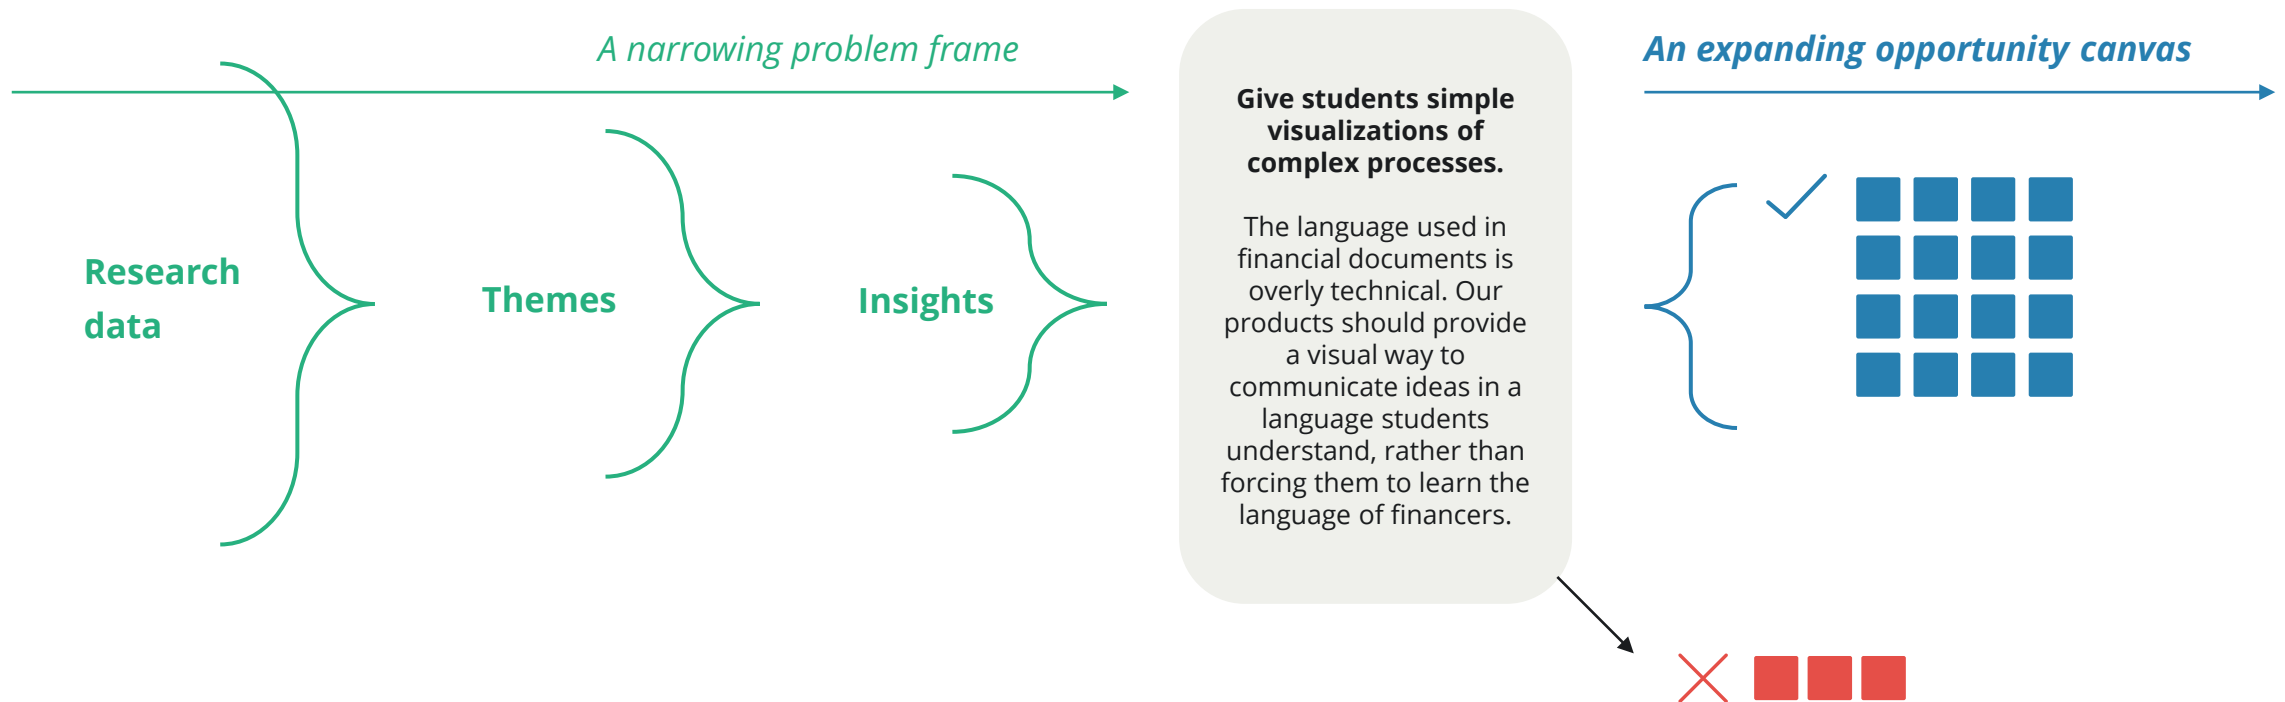 A narrowing problem frame
An expanding opportunity canvas
Research
data
Themes
Insights
Give students simple
visualizations of
complex processes.
The language used in
financial documents is
overly technical. Our
products should provide
a visual way to
communicate ideas in a
language students
understand, rather than
forcing them to learn the
language of financers.